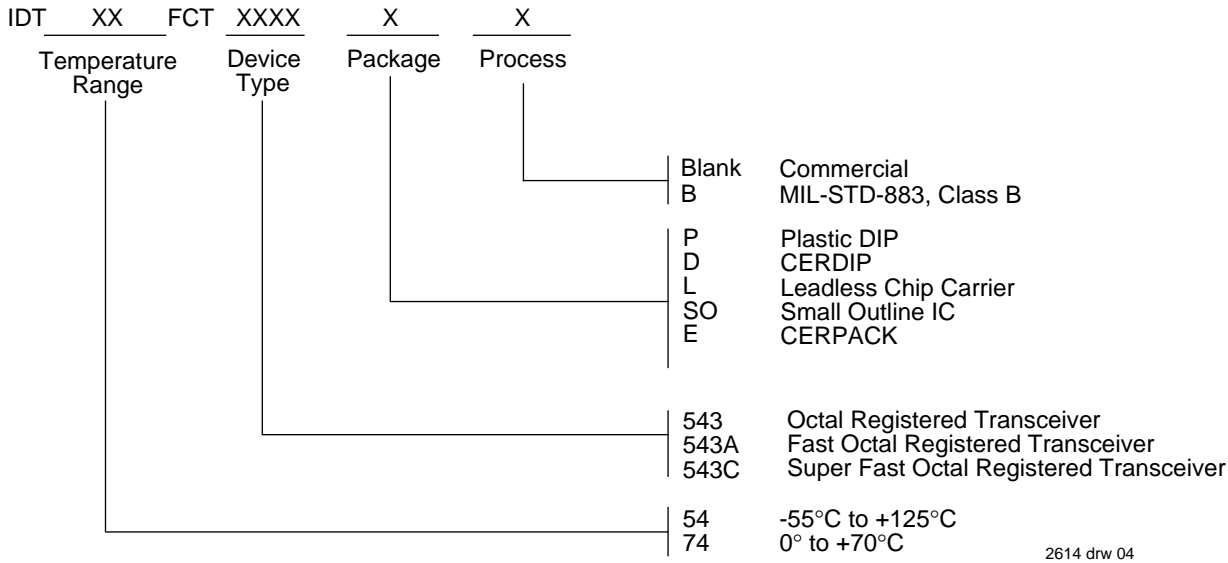 IDT XX FCT XXXX X X
Temperature Range
Device Type
Package
Process
Blank Commercial
B MIL-STD-883, Class B
P Plastic DIP
D CERDIP
L Leadless Chip Carrier
SO Small Outline IC
E CERPACK
543 Octal Registered Transceiver
543A Fast Octal Registered Transceiver
543C Super Fast Octal Registered Transceiver
54 -55°C to +125°C
74 0° to +70°C
2614 drw 04